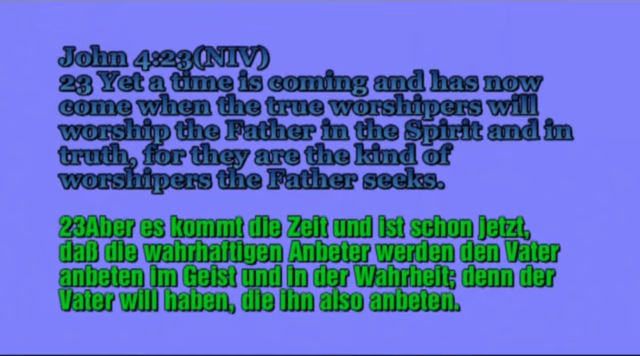 John 4:23(NIV)
23 Yet a time is coming and has now
come when the true worshipers will
worship the Father in the Spirit and in
truth, for they are the kind of
worshipers the Father seeks.
23Aber es kommt die Zeit und ist schon jetzt,
daß die wahrhaftigen Anbeter werden den Vater
anbeten im Geist und in der Wahrheit; denn der
Vater will haben, die ihn also anbeten.